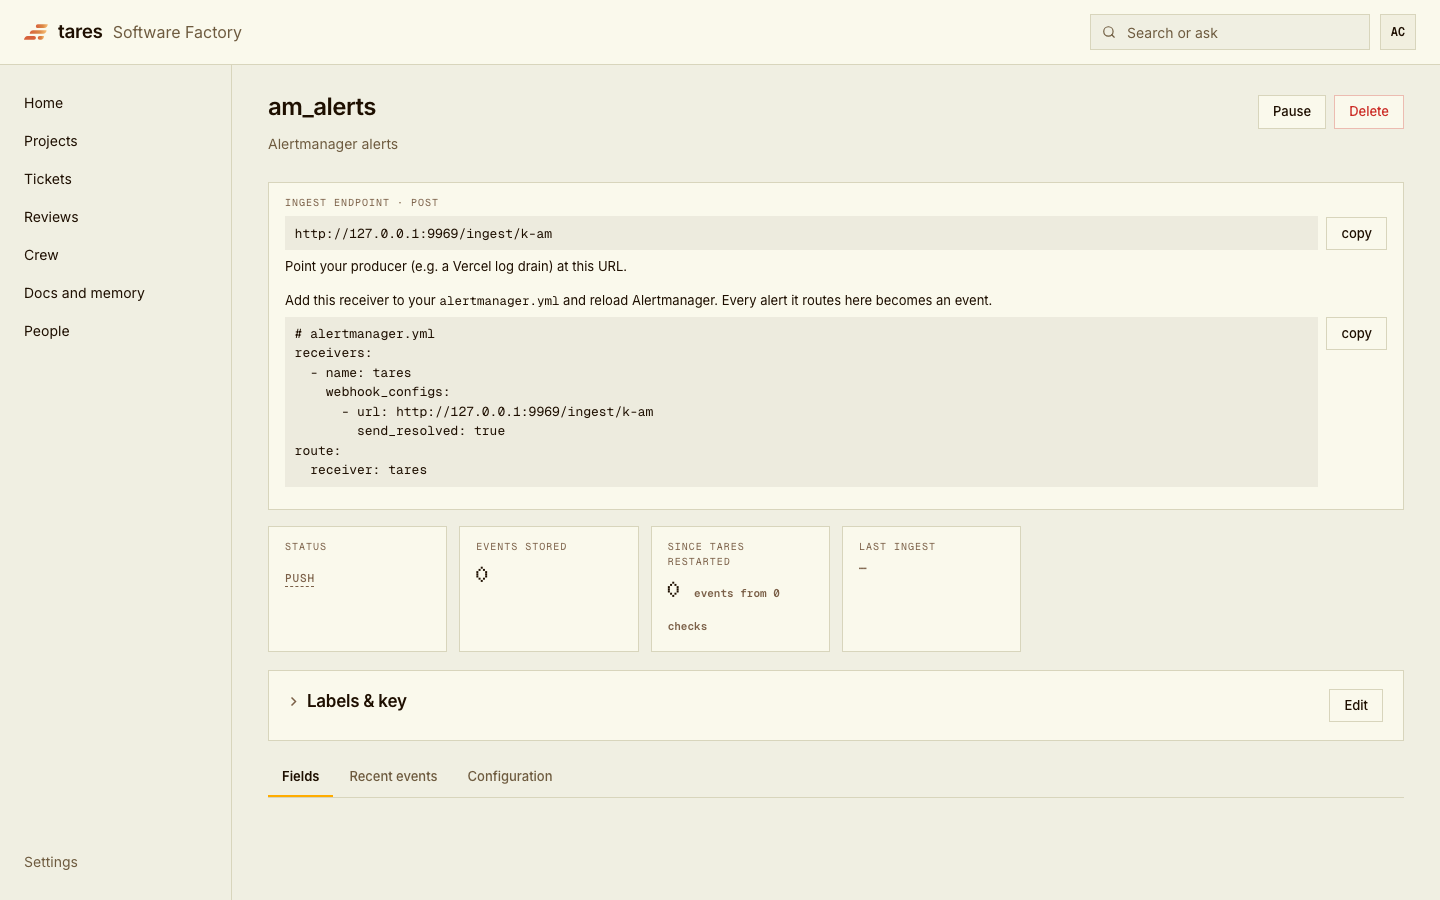 tares Software Factory
Search or ask
AC
Home
Projects
Tickets
Reviews
Crew
Docs and memory
People
Settings
am_alerts
Pause
Delete
Alertmanager alerts
INGEST ENDPOINT · POST
http://127.0.0.1:9969/ingest/k-am
copy
Point your producer (e.g. a Vercel log drain) at this URL.
Add this receiver to your alertmanager.yml and reload Alertmanager. Every alert it routes here becomes an event.
# alertmanager.yml
receivers:
  - name: tares
    webhook_configs:
      - url: http://127.0.0.1:9969/ingest/k-am
        send_resolved: true
route:
  receiver: tares
copy
STATUS
PUSH
EVENTS STORED
0
SINCE TARES
RESTARTED
0 events from 0
checks
LAST INGEST
—
Labels & key
Edit
Fields
Recent events
Configuration